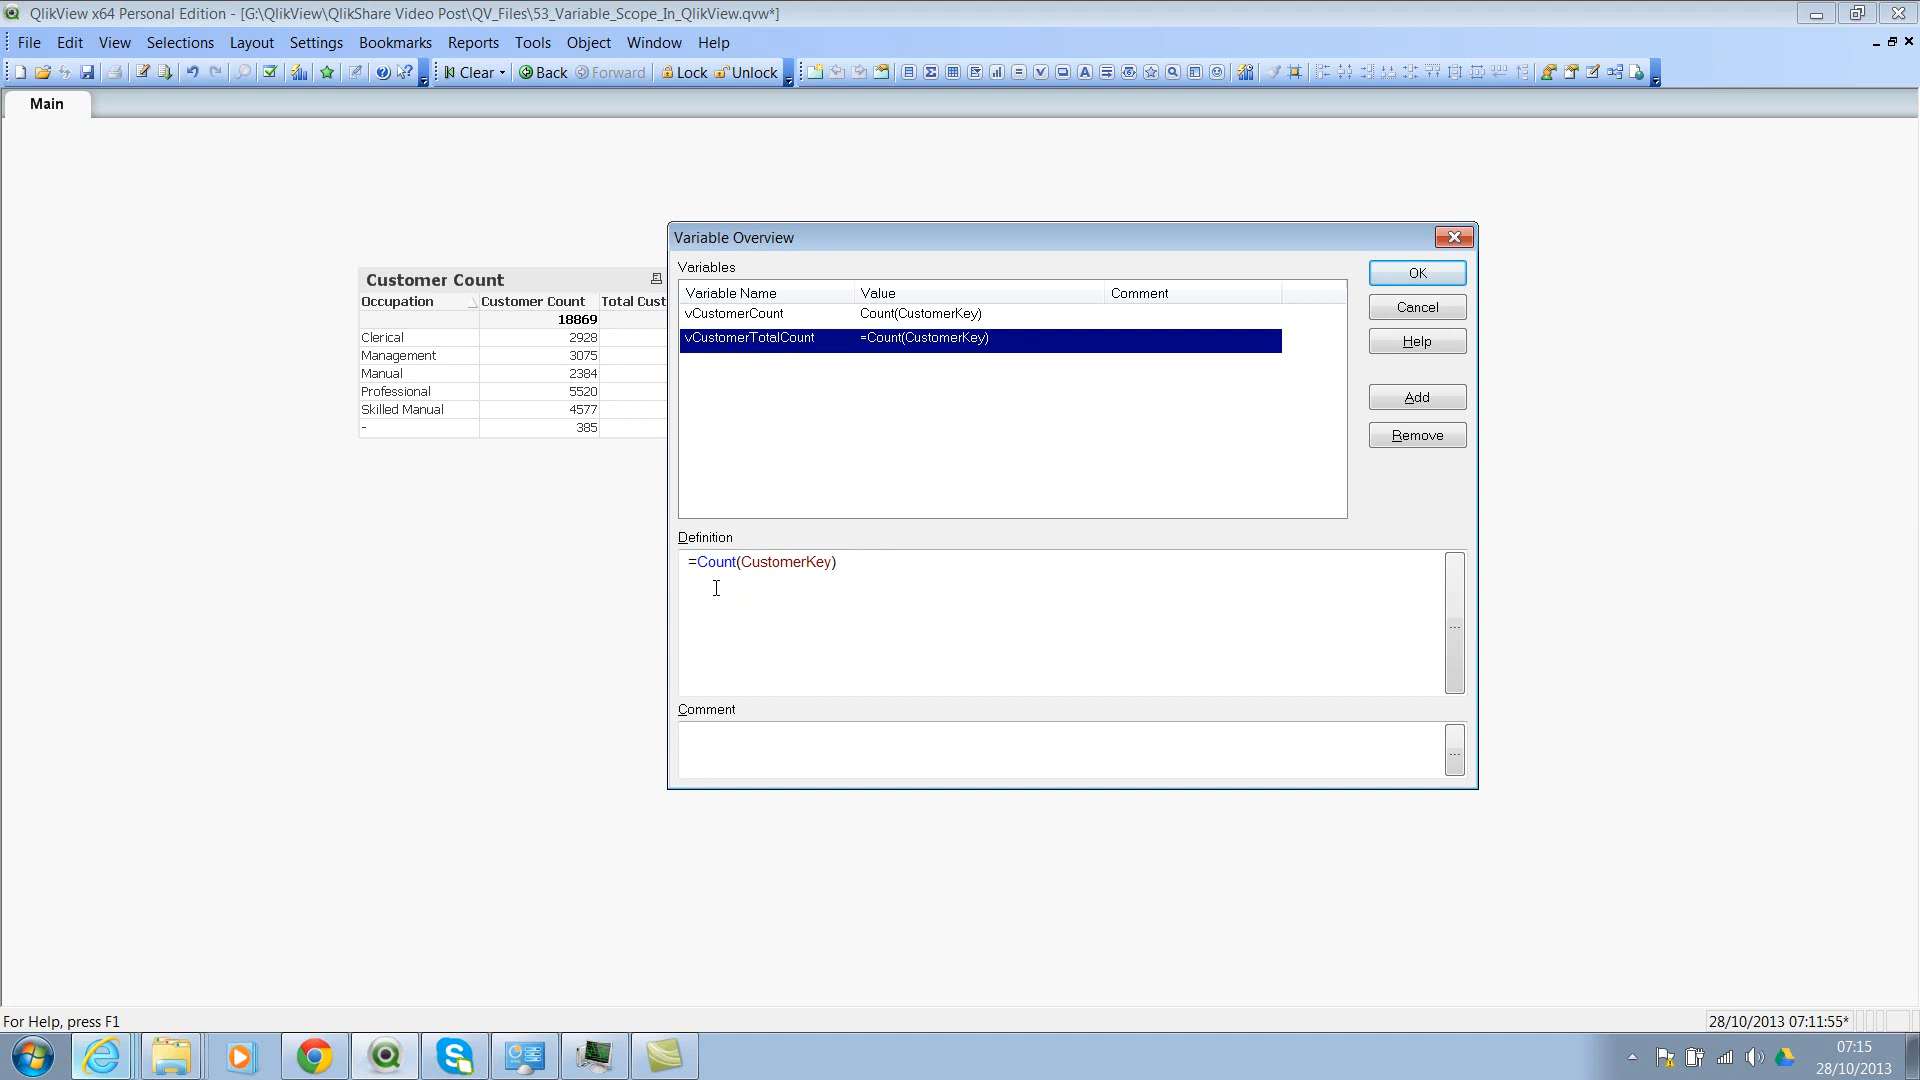 QlikView x64 Personal Edition - [G:\QlikView\QlikShare Video Post\QV_Files\53_Variable_Scope_In_QlikView.qvw*]
File Edit View Selections Layout Settings Bookmarks Reports Tools Object Window Help
Clear Back Forward Lock Unlock
Main
Variable Overview
Variables
Variable Name Value Comment
vCustomerCount Count(CustomerKey)
vCustomerTotalCount =Count(CustomerKey)
OK
Cancel
Help
Add
Remove
Definition
=Count(CustomerKey)
Comment
Customer Count
Occupation Customer Count Total Cust
18869
Clerical 2928
Management 3075
Manual 2384
Professional 5520
Skilled Manual 4577
- 385
For Help, press F1
28/10/2013 07:11:55*
07:15
28/10/2013